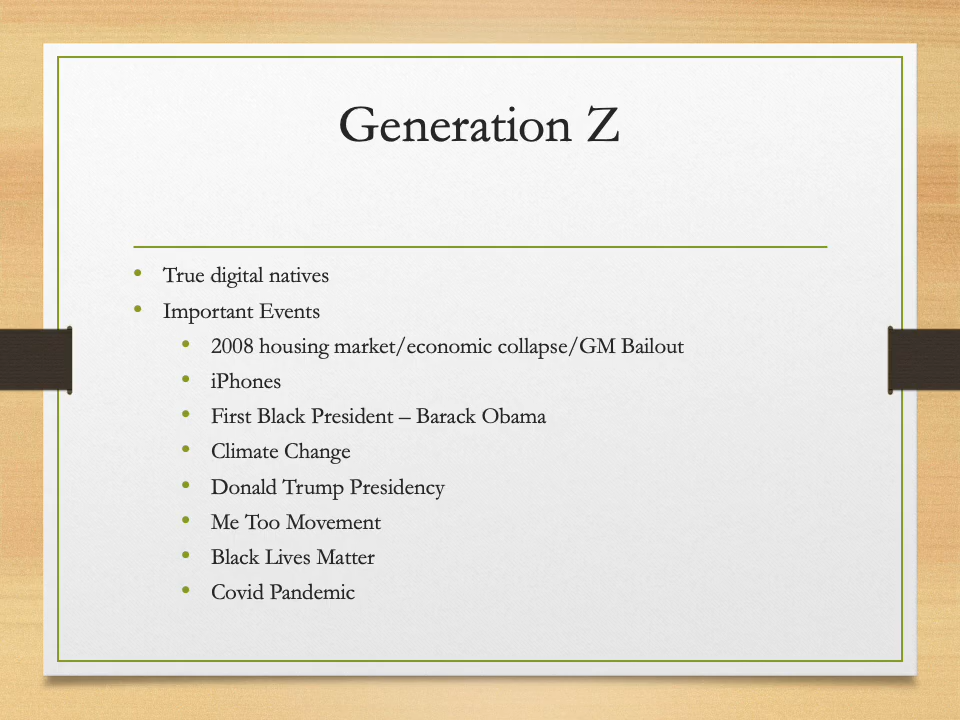 Generation Z
• True digital natives
• Important Events
• 2008 housing market/economic collapse/GM Bailout
• iPhones
• First Black President – Barack Obama
• Climate Change
• Donald Trump Presidency
• Me Too Movement
• Black Lives Matter
• Covid Pandemic